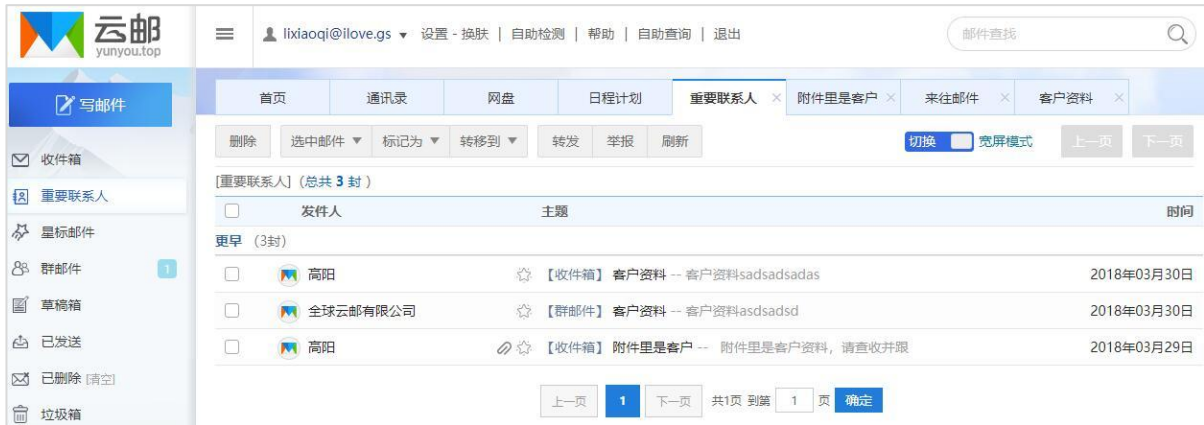 云邮
yunyou.top
lixiaoqi@ilove.gs ▼ 设置 - 换肤 | 自助检测 | 帮助 | 自助查询 | 退出
邮件查找
写邮件
收件箱
重要联系人
星标邮件
群邮件 1
草稿箱
已发送
已删除 [清空]
垃圾箱
首页 通讯录 网盘 日程计划 重要联系人 × 附件里是客户 × 来往邮件 × 客户资料 ×
删除 选中邮件 ▼ 标记为 ▼ 转移到 ▼ 转发 举报 刷新 切换 宽屏模式 上一页 下一页
[重要联系人]（总共 3 封 ）
发件人 主题 时间
更早 （3封）
高阳 【收件箱】 客户资料 -- 客户资料sadsadsadas 2018年03月30日
全球云邮有限公司 【群邮件】 客户资料 -- 客户资料asdsadsd 2018年03月30日
高阳 【收件箱】 附件里是客户 -- 附件里是客户资料，请查收并跟 2018年03月29日
上一页 1 下一页 共1页 到第 1 页 确定